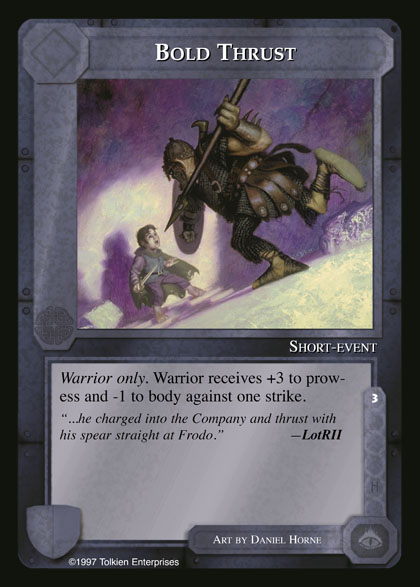 BOLD THRUST
SHORT-EVENT
Warrior only. Warrior receives +3 to prow-
ess and -1 to body against one strike.
3
"...he charged into the Company and thrust with
his spear straight at Frodo." —LotRII
H
ART BY DANIEL HORNE
©1997 Tolkien Enterprises